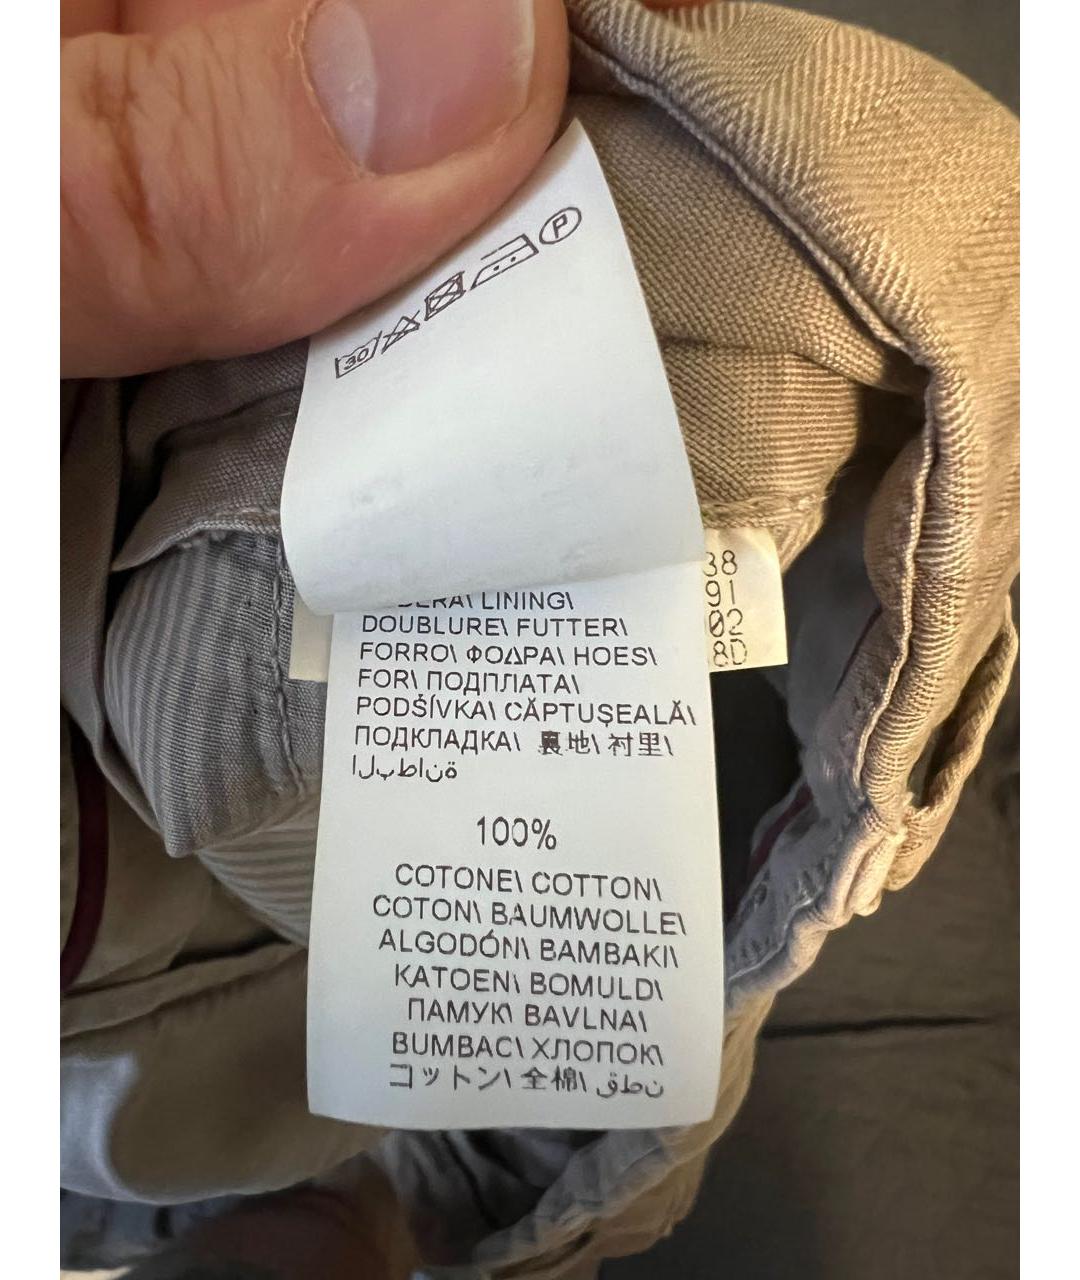 30
P
LINING\
DOUBLURE\ FUTTER\
FORRO\ ΦΟΔΡΑ\ HOES\
FOR\ ПОДПЛАТА\
PODŠÍVKA\ CĂPTUŞEALĂ\
ПОДКЛАДКА\ 裏地\ 衬里\
البطانة
100%
COTONE\ COTTON\
COTON\ BAUMWOLLE\
ALGODÓN\ BAMBAKI\
KATOEN\ BOMULD\
ПАМУК\ BAVLNA\
BUMBAC\ ХЛОПОК\
コットン\ 全棉\ قطن
38
91
02
8D